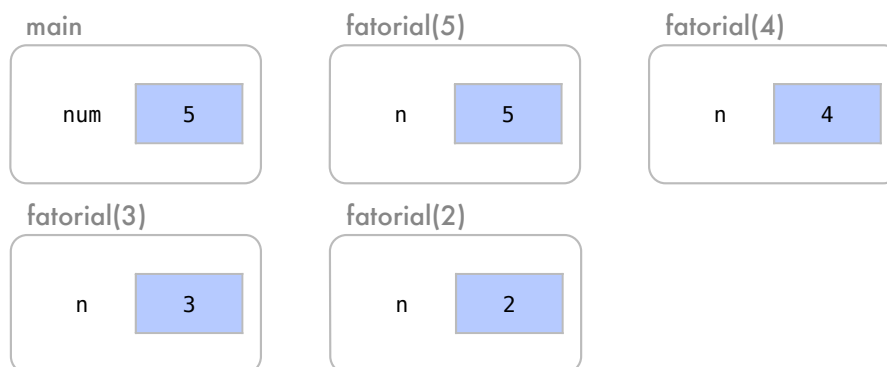 main fatorial(5) fatorial(4)
num 5 n 5 n 4
fatorial(3) fatorial(2)
n 3 n 2